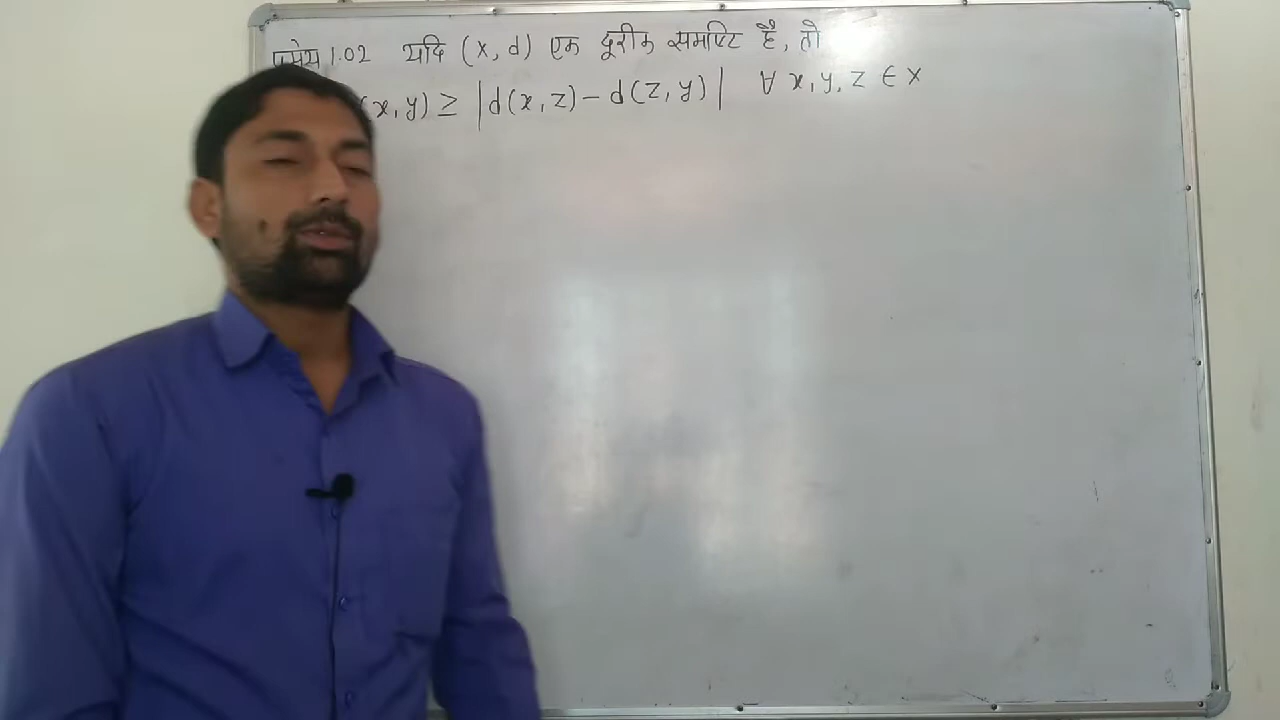 प्रमेय 1.02 यदि (x, d) एक दूरीक समष्टि है, तो
(x, y) ≥ |d(x, z) - d(z, y)| ∀ x, y, z ∈ X